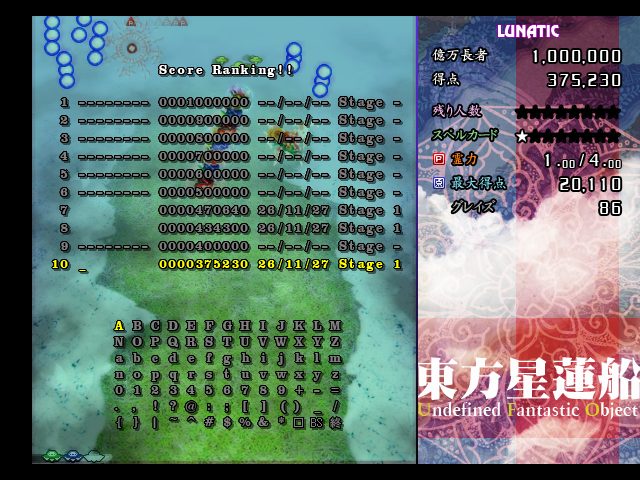 LUNATIC
億万長者 1,000,000
得点 375,230
残り人数
スペルカード
P 霊力 1.00/4.00
点 最大得点 20,110
グレイズ 86
Score Ranking!!
1 -------- 0001000000 --/--/-- Stage -
2 -------- 0000900000 --/--/-- Stage -
3 -------- 0000800000 --/--/-- Stage -
4 -------- 0000700000 --/--/-- Stage -
5 -------- 0000600000 --/--/-- Stage -
6 -------- 0000500000 --/--/-- Stage -
7 0000470640 26/11/27 Stage 1
8 0000434300 26/11/27 Stage 1
9 -------- 0000400000 --/--/-- Stage -
10 _ 0000375230 26/11/27 Stage 1
A B C D E F G H I J K L M
N O P Q R S T U V W X Y Z
a b c d e f g h i j k l m
n o p q r s t u v w x y z
0 1 2 3 4 5 6 7 8 9 + - =
. , ! ? @ : ; [ ] ( ) _ /
{ } | ~ ^ # $ % & * □ BS 終
東方星蓮船
Undefined Fantastic Object